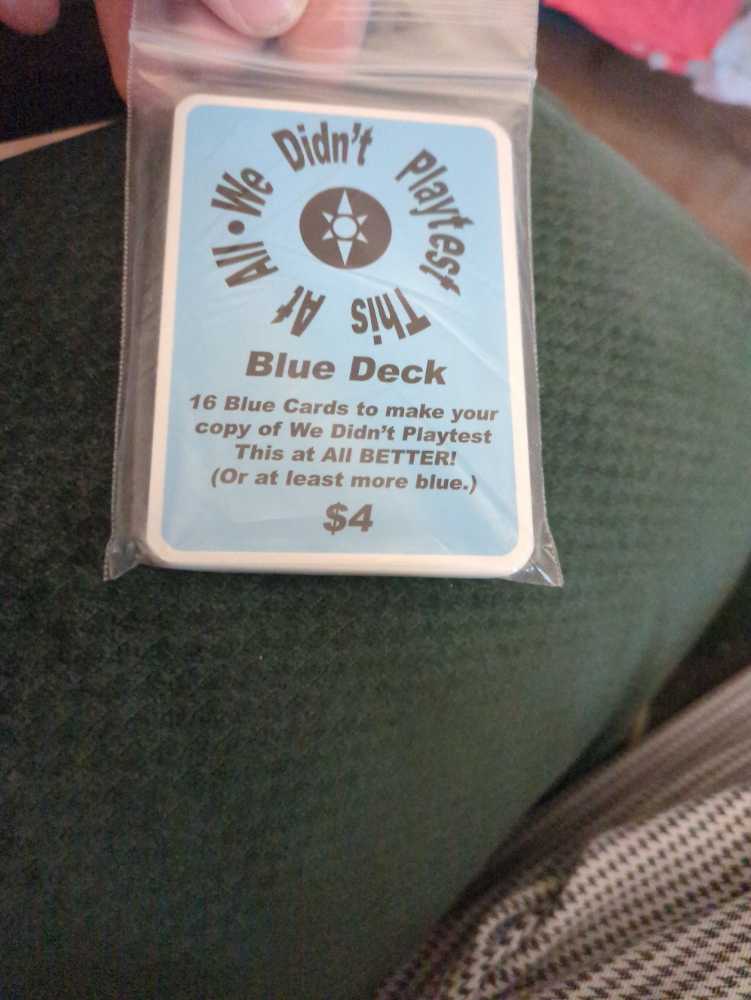 We Didn't Playtest This At All •
Blue Deck
16 Blue Cards to make your
copy of We Didn't Playtest
This at All BETTER!
(Or at least more blue.)
$4